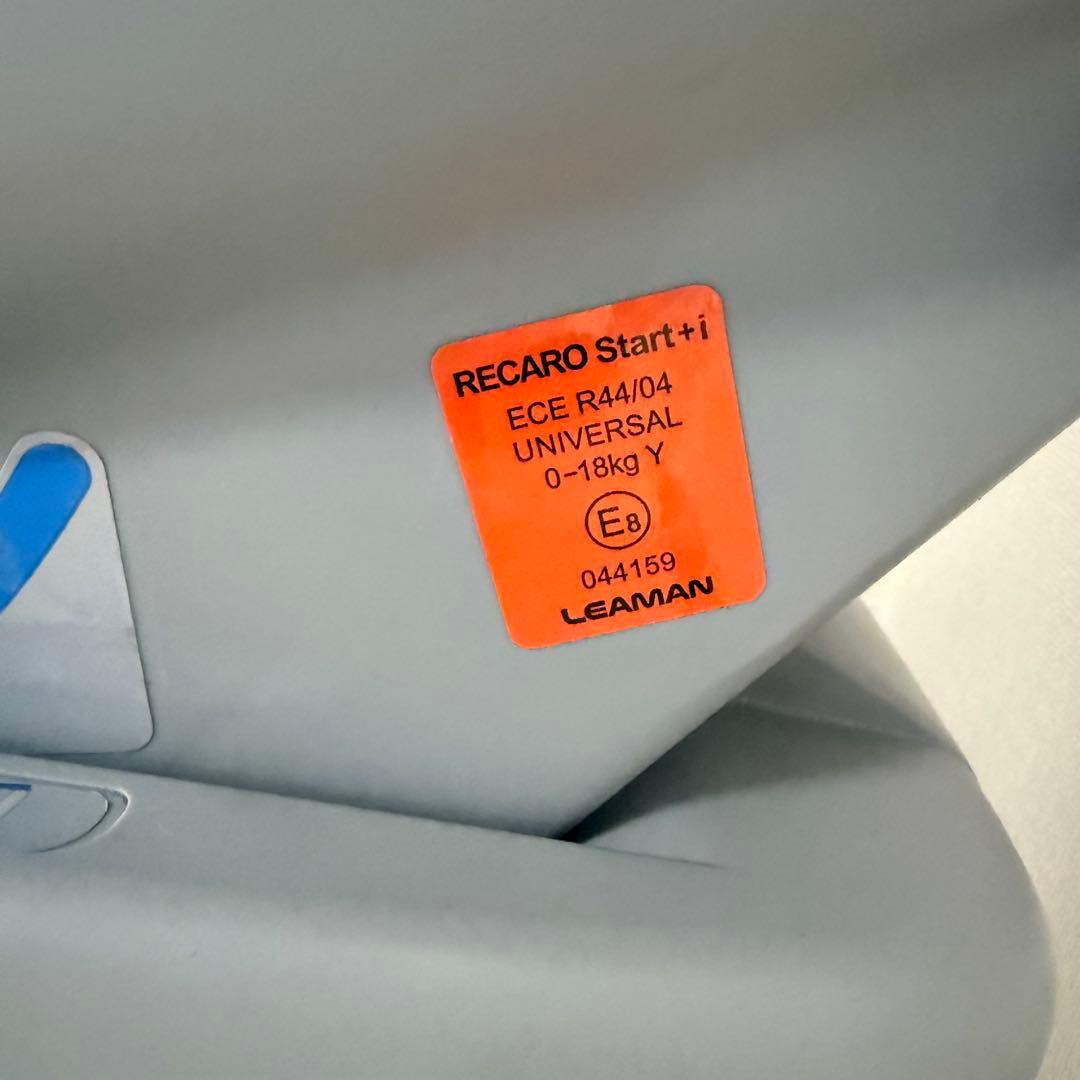 RECARO Start+i
ECE R44/04
UNIVERSAL
0-18kg Y
E8
044159
LEAMAN